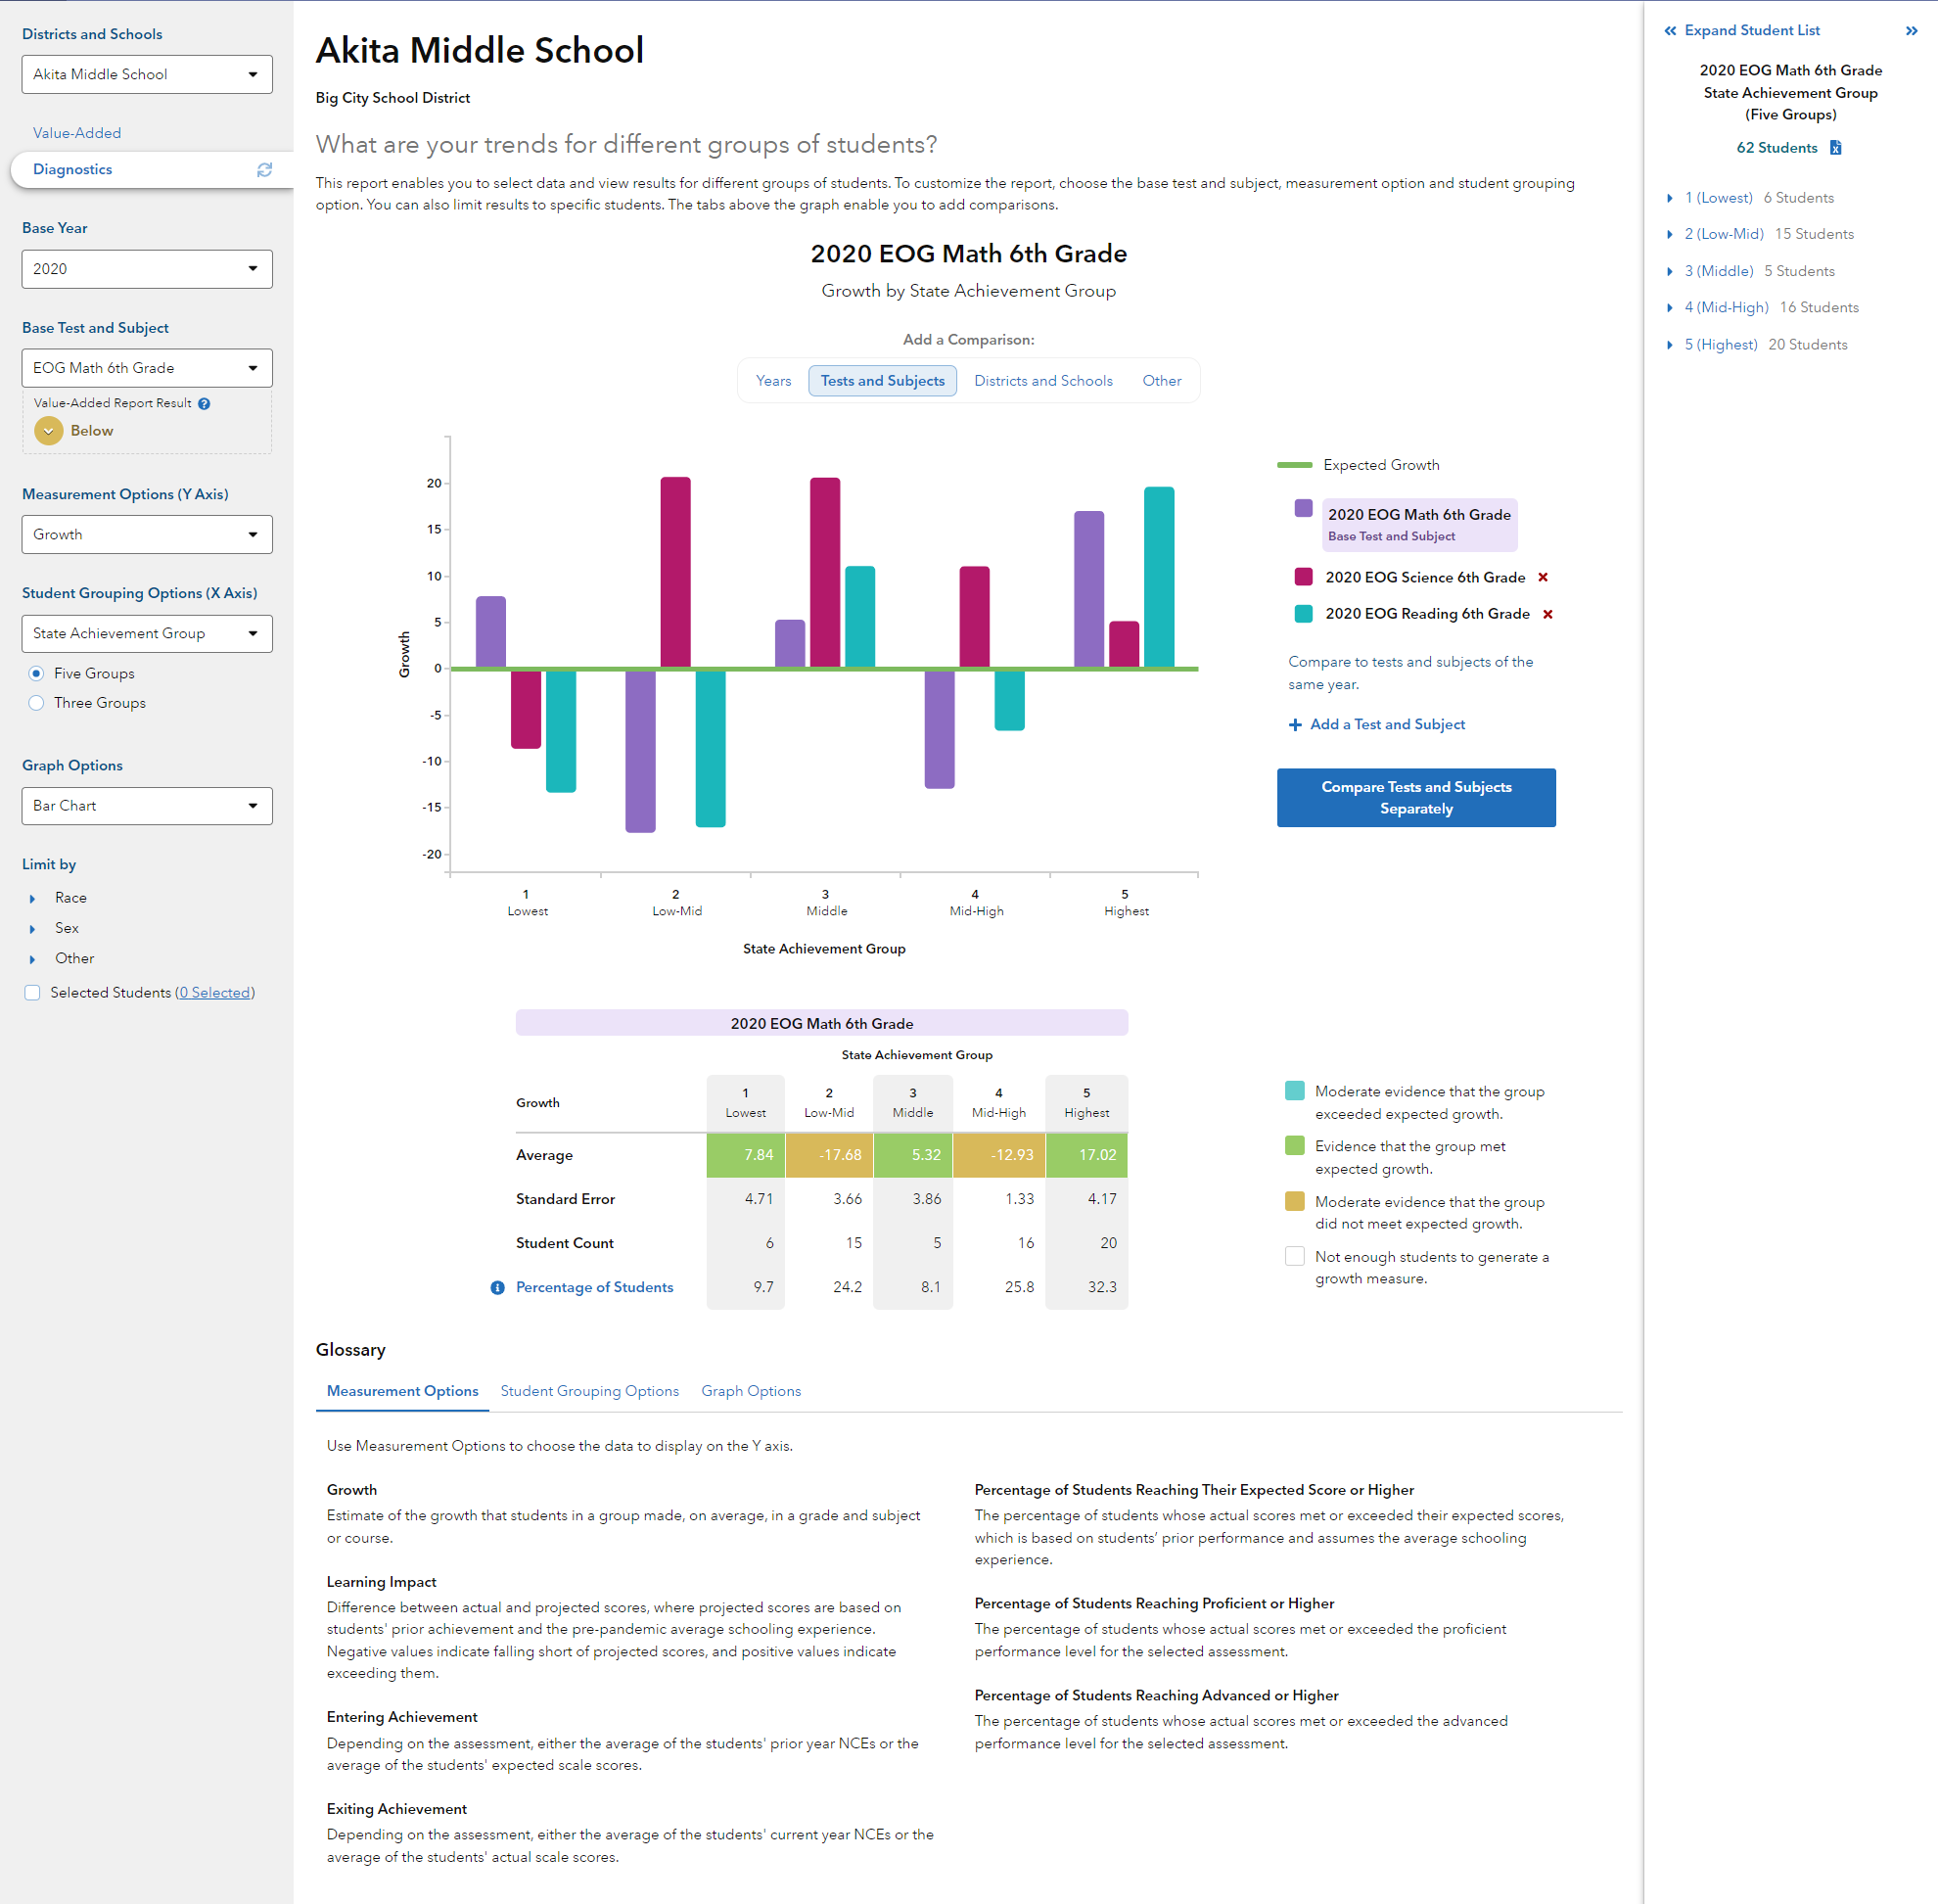 Districts and Schools
Akita Middle School
Value-Added
Diagnostics
Base Year
2020
Base Test and Subject
EOG Math 6th Grade
Value-Added Report Result
Below
Measurement Options (Y Axis)
Growth
Student Grouping Options (X Axis)
State Achievement Group
Five Groups
Three Groups
Graph Options
Bar Chart
Limit by
Race
Sex
Other
Selected Students (0 Selected)
Akita Middle School
Big City School District
What are your trends for different groups of students?
This report enables you to select data and view results for different groups of students. To customize the report, choose the base test and subject, measurement option and student grouping
option. You can also limit results to specific students. The tabs above the graph enable you to add comparisons.
2020 EOG Math 6th Grade
Growth by State Achievement Group
Add a Comparison:
Years Tests and Subjects Districts and Schools Other
Growth
20
15
10
5
0
-5
-10
-15
-20
1 2 3 4 5
Lowest Low-Mid Middle Mid-High Highest
State Achievement Group
Expected Growth
2020 EOG Math 6th Grade
Base Test and Subject
2020 EOG Science 6th Grade
2020 EOG Reading 6th Grade
Compare to tests and subjects of the
same year.
Add a Test and Subject
Compare Tests and Subjects
Separately
2020 EOG Math 6th Grade
State Achievement Group
1 2 3 4 5
Growth Lowest Low-Mid Middle Mid-High Highest
Average 7.84 -17.68 5.32 -12.93 17.02
Standard Error 4.71 3.66 3.86 1.33 4.17
Student Count 6 15 5 16 20
Percentage of Students 9.7 24.2 8.1 25.8 32.3
Moderate evidence that the group
exceeded expected growth.
Evidence that the group met
expected growth.
Moderate evidence that the group
did not meet expected growth.
Not enough students to generate a
growth measure.
Glossary
Measurement Options Student Grouping Options Graph Options
Use Measurement Options to choose the data to display on the Y axis.
Growth
Estimate of the growth that students in a group made, on average, in a grade and subject
or course.
Learning Impact
Difference between actual and projected scores, where projected scores are based on
students' prior achievement and the pre-pandemic average schooling experience.
Negative values indicate falling short of projected scores, and positive values indicate
exceeding them.
Entering Achievement
Depending on the assessment, either the average of the students' prior year NCEs or the
average of the students' expected scale scores.
Exiting Achievement
Depending on the assessment, either the average of the students' current year NCEs or the
average of the students' actual scale scores.
Percentage of Students Reaching Their Expected Score or Higher
The percentage of students whose actual scores met or exceeded their expected scores,
which is based on students’ prior performance and assumes the average schooling
experience.
Percentage of Students Reaching Proficient or Higher
The percentage of students whose actual scores met or exceeded the proficient
performance level for the selected assessment.
Percentage of Students Reaching Advanced or Higher
The percentage of students whose actual scores met or exceeded the advanced
performance level for the selected assessment.
Expand Student List
2020 EOG Math 6th Grade
State Achievement Group
(Five Groups)
62 Students
1 (Lowest) 6 Students
2 (Low-Mid) 15 Students
3 (Middle) 5 Students
4 (Mid-High) 16 Students
5 (Highest) 20 Students